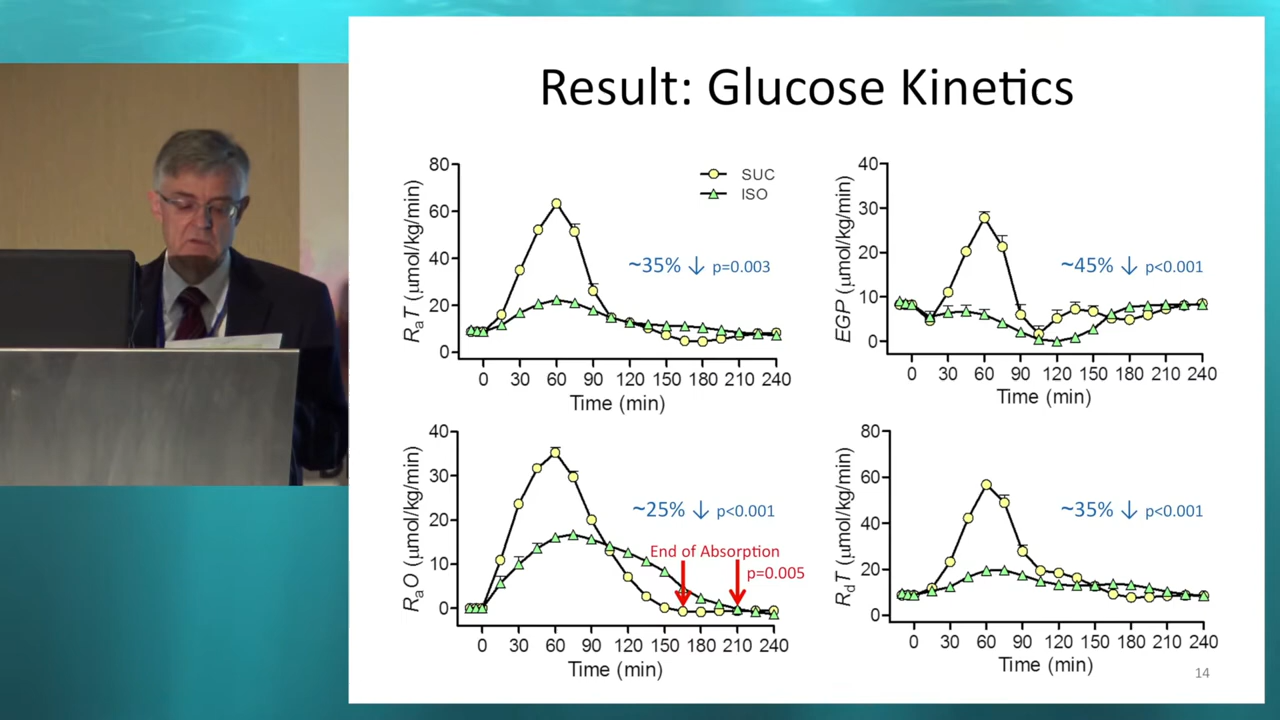 Result: Glucose Kinetics
80
60
40
20
0
RaT (μmol/kg/min)
SUC
ISO
~35% ↓ p=0.003
0 30 60 90 120 150 180 210 240
Time (min)
40
30
20
10
0
EGP (μmol/kg/min)
~45% ↓ p<0.001
0 30 60 90 120 150 180 210 240
Time (min)
40
30
20
10
0
RaO (μmol/kg/min)
~25% ↓ p<0.001
End of Absorption
p=0.005
0 30 60 90 120 150 180 210 240
Time (min)
80
60
40
20
0
RdT (μmol/kg/min)
~35% ↓ p<0.001
0 30 60 90 120 150 180 210 240
Time (min)
14